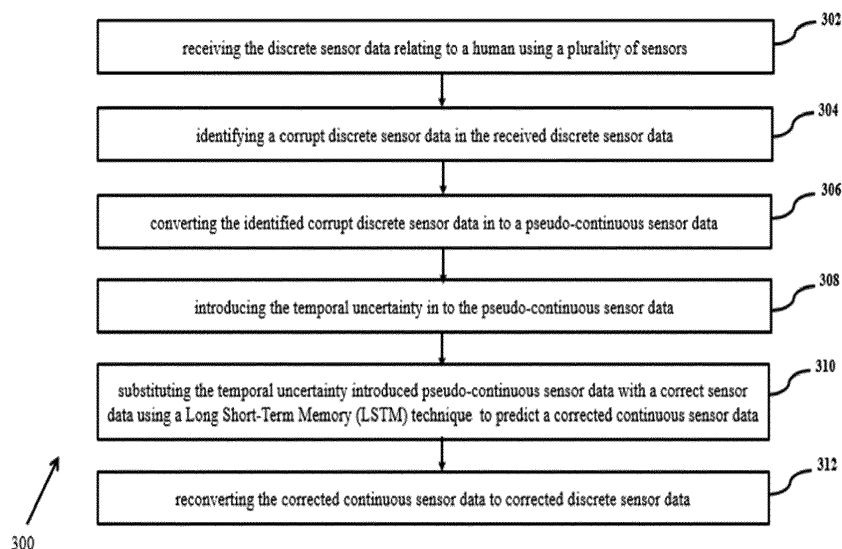 302
receiving the discrete sensor data relating to a human using a plurality of sensors
304
identifying a corrupt discrete sensor data in the received discrete sensor data
306
converting the identified corrupt discrete sensor data in to a pseudo-continuous sensor data
308
introducing the temporal uncertainty in to the pseudo-continuous sensor data
310
substituting the temporal uncertainty introduced pseudo-continuous sensor data with a correct sensor
data using a Long Short-Term Memory (LSTM) technique to predict a corrected continuous sensor data
312
reconverting the corrected continuous sensor data to corrected discrete sensor data
300